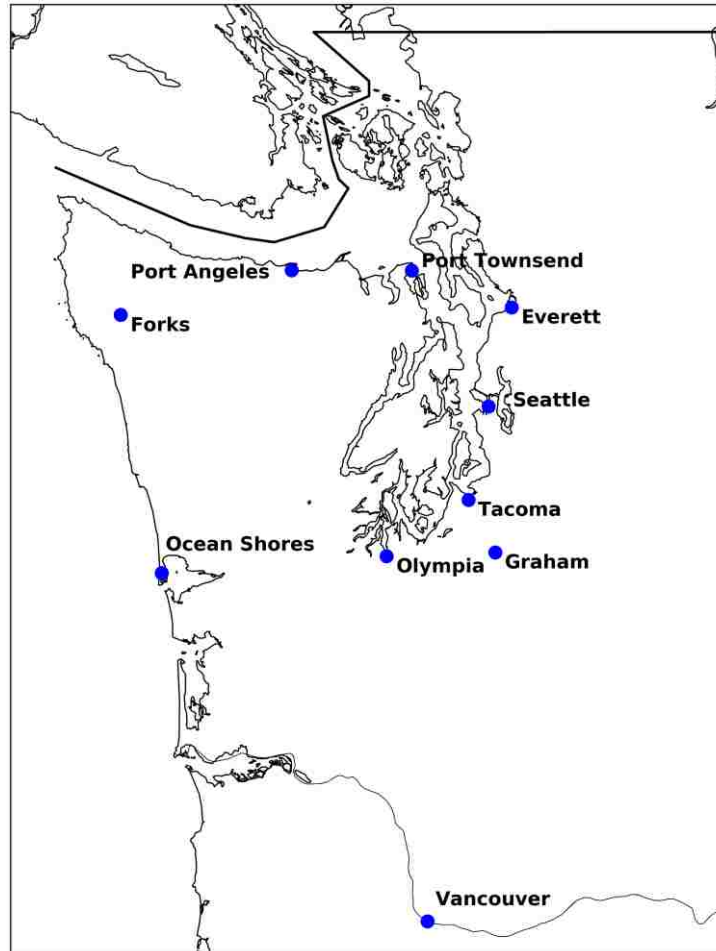 Port Townsend
Port Angeles
Everett
Forks
Seattle
Tacoma
Ocean Shores
Graham
Olympia
Vancouver